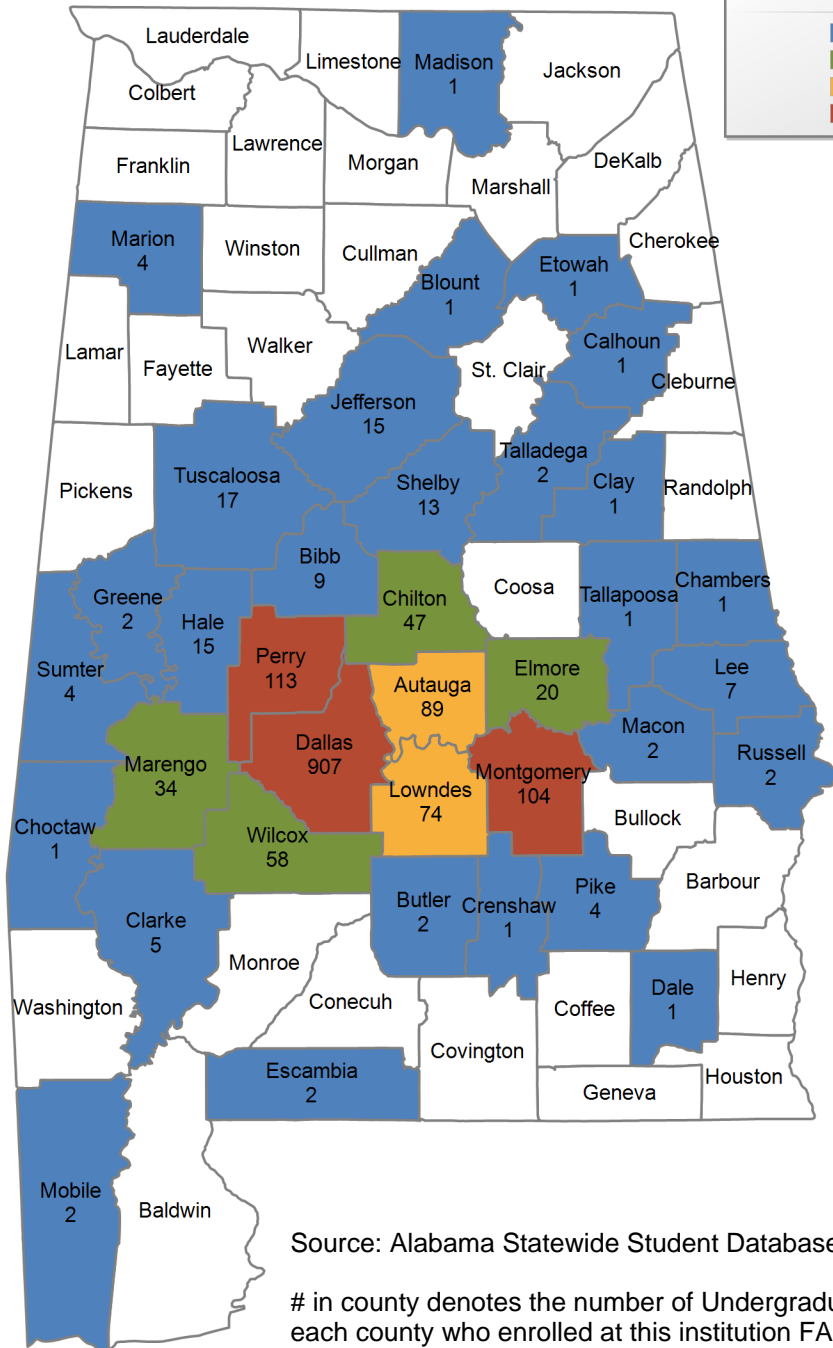 Lauderdale
Limestone
Madison
1
Jackson
Colbert
Lawrence
Franklin
Morgan
DeKalb
Marshall
Marion
4
Winston
Cullman
Cherokee
Blount
1
Etowah
1
Lamar
Fayette
Walker
St. Clair
Calhoun
1
Cleburne
Jefferson
15
Talladega
2
Pickens
Tuscaloosa
17
Shelby
13
Clay
1
Randolph
Bibb
9
Greene
2
Hale
15
Chilton
47
Coosa
Tallapoosa
1
Chambers
1
Sumter
4
Perry
113
Autauga
89
Elmore
20
Lee
7
Marengo
34
Dallas
907
Lowndes
74
Montgomery
104
Macon
2
Russell
2
Choctaw
1
Wilcox
58
Bullock
Clarke
5
Butler
2
Crenshaw
1
Pike
4
Barbour
Monroe
Washington
Conecuh
Covington
Coffee
Dale
1
Henry
Escambia
2
Geneva
Houston
Mobile
2
Baldwin
Source: Alabama Statewide Student Database
# in county denotes the number of Undergradu
each county who enrolled at this institution FA